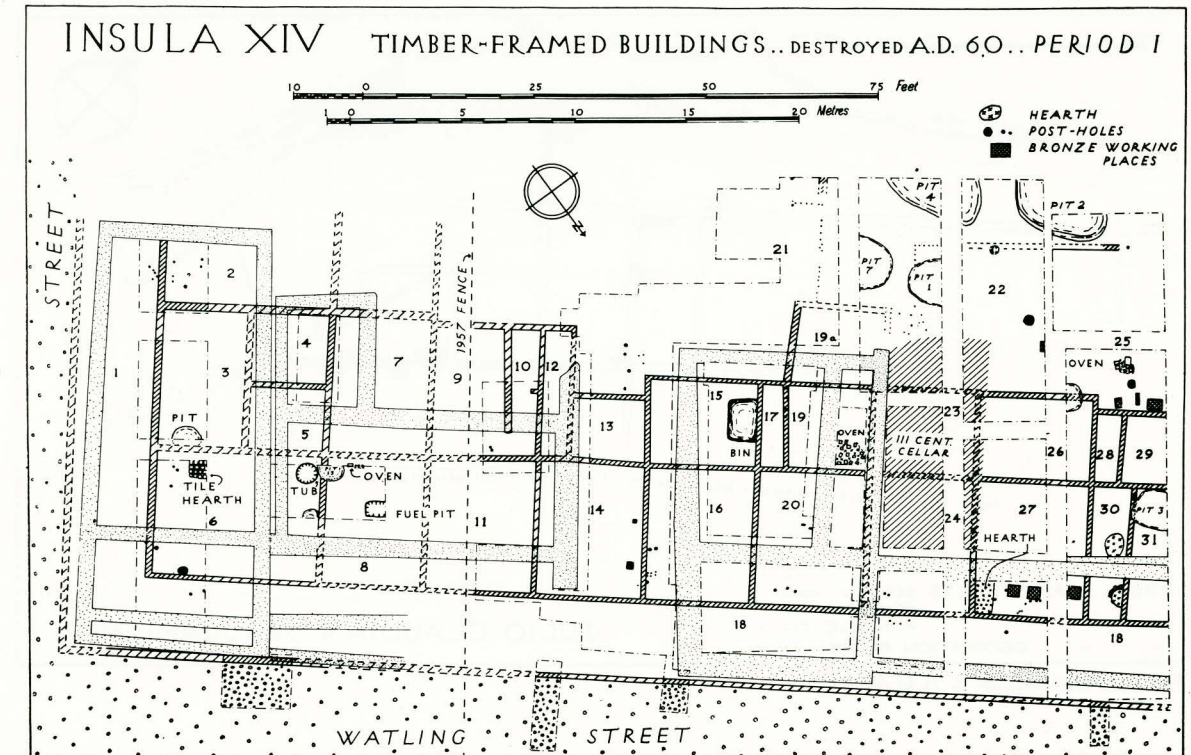 INSULA XIV TIMBER-FRAMED BUILDINGS.. DESTROYED A.D. 60.. PERIOD I
10 0 25 50 75 Feet
1 0 5 10 15 20 Metres
HEARTH
POST-HOLES
BRONZE WORKING
PLACES
N
STREET
1957 FENCE
PIT
4
PIT 2
2
21
PIT
7
PIT
1
22
19a
25
OVEN
1
3
4
7
9
10
12
13
15
17
19
BIN
OVEN
23
III CENT.
CELLAR
26
28
29
PIT
5
TILE
HEARTH
6
TUB
OVEN
FUEL PIT
11
14
16
20
24
27
30
PIT 3
31
HEARTH
8
18
18
WATLING STREET